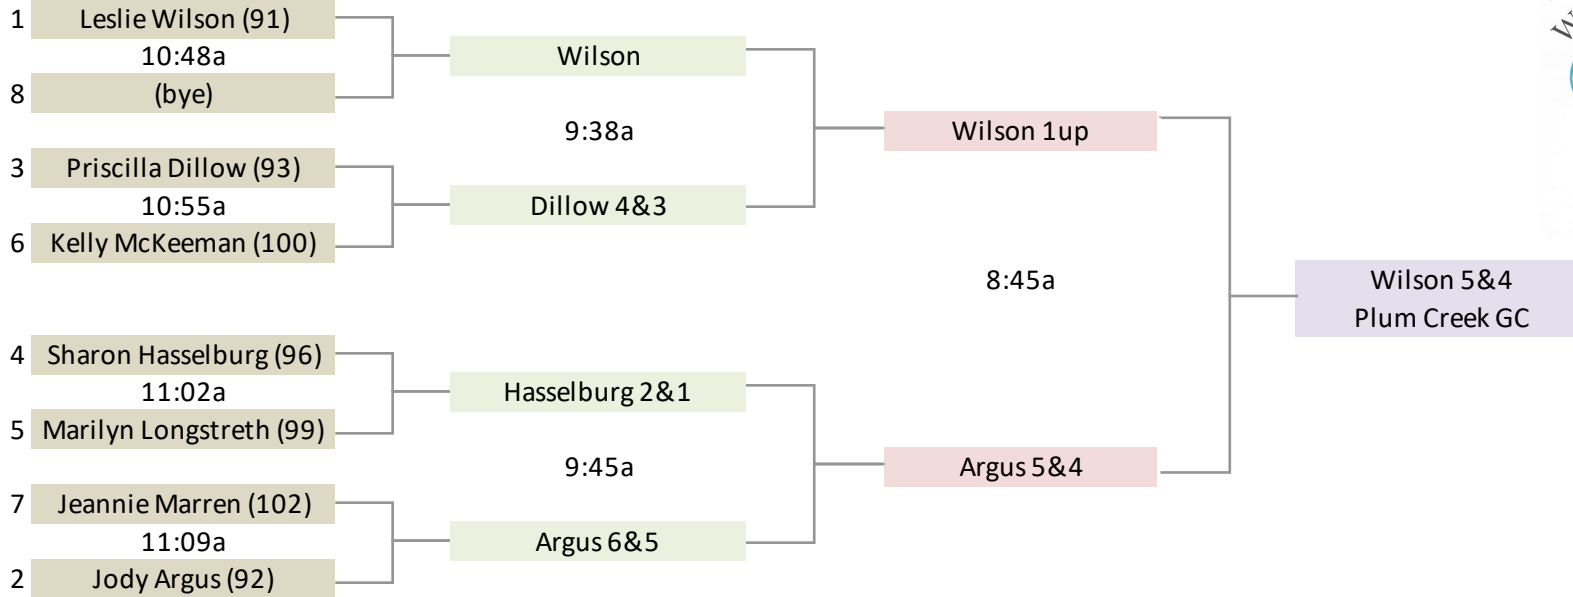 1 Leslie Wilson (91)
10:48a
8 (bye)
Wilson
9:38a
3 Priscilla Dillow (93)
10:55a
6 Kelly McKeeman (100)
Dillow 4&3
Wilson 1up
8:45a
Wilson 5&4
Plum Creek GC
4 Sharon Hasselburg (96)
11:02a
5 Marilyn Longstreth (99)
Hasselburg 2&1
9:45a
Argus 5&4
7 Jeannie Marren (102)
11:09a
2 Jody Argus (92)
Argus 6&5